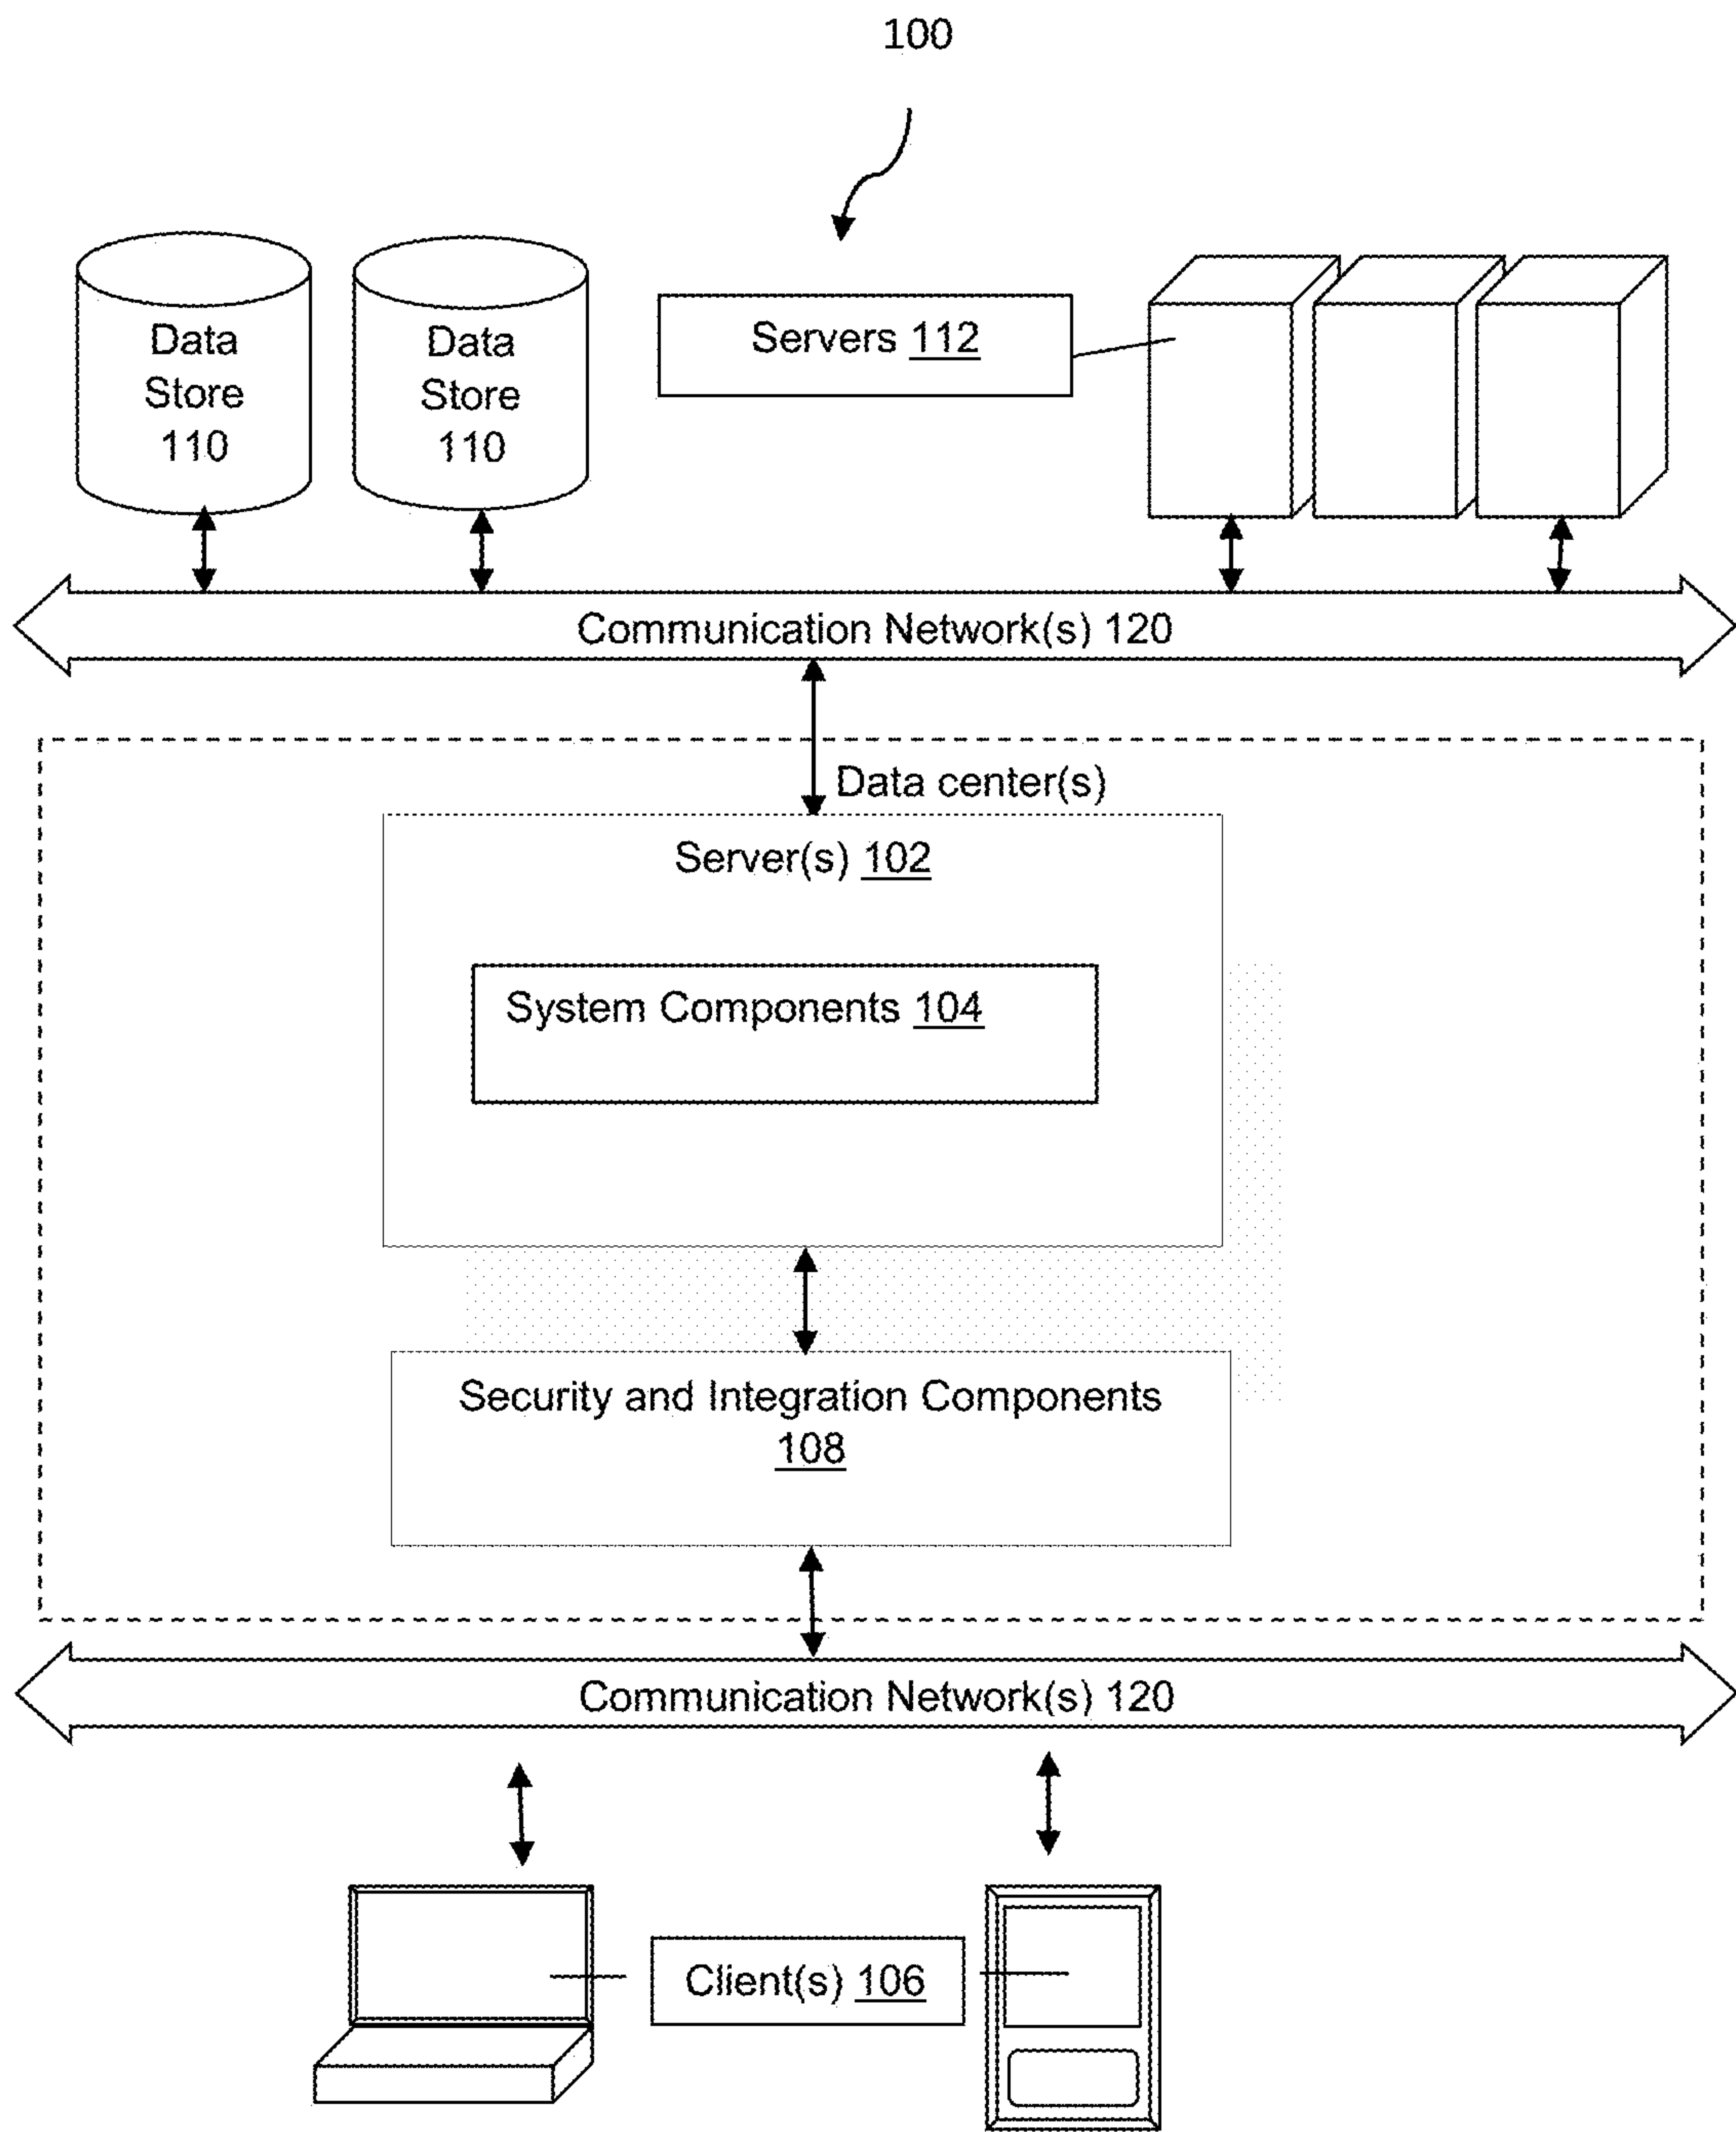 100
Data
Store
110
Data
Store
110
Servers 112
Communication Network(s) 120
Data center(s)
Server(s) 102
System Components 104
Security and Integration Components
108
Communication Network(s) 120
Client(s) 106